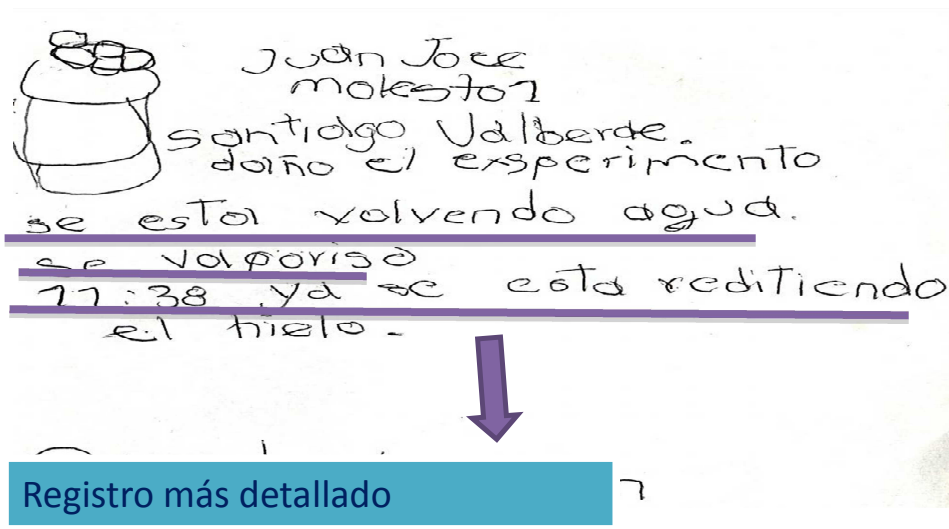 Juan Jose
molesta
Santiago Valberde.
daño el exsperimento
se esta volvendo agua.
se vaporiso
11:38 ya se esta reditiendo
el hielo.
Registro más detallado